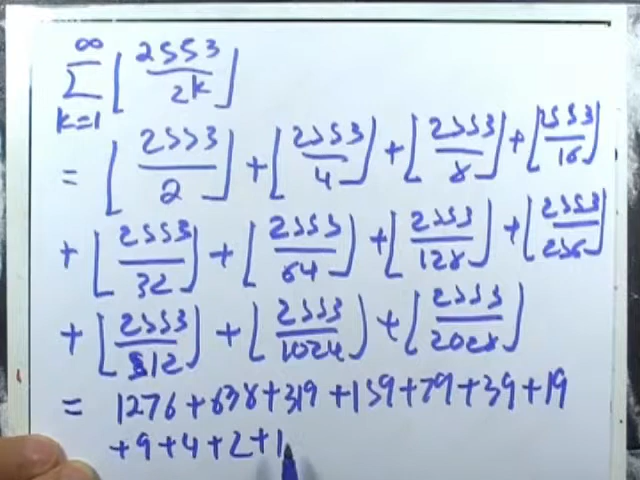 ∞
∑ ⌊2553/2^k⌋
k=1
= ⌊2553/2⌋ + ⌊2553/4⌋ + ⌊2553/8⌋ + ⌊2553/16⌋
+ ⌊2553/32⌋ + ⌊2553/64⌋ + ⌊2553/128⌋ + ⌊2553/256⌋
+ ⌊2553/512⌋ + ⌊2553/1024⌋ + ⌊2553/2028⌋
= 1276+638+319+159+79+39+19
+9+4+2+1